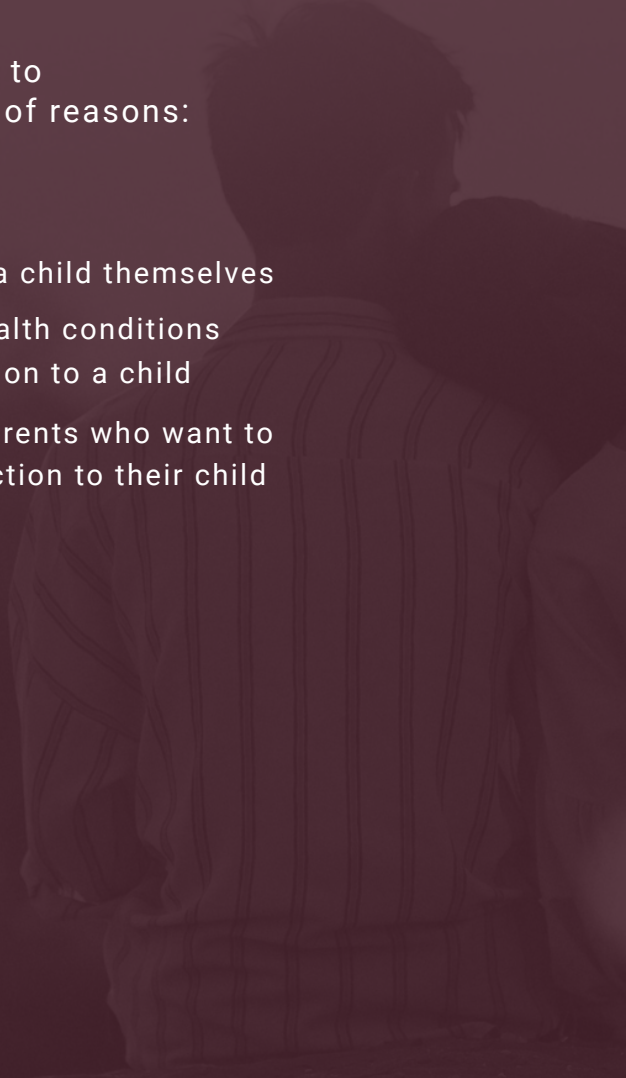 to
of reasons:
a child themselves
alth conditions
on to a child
rents who want to
ction to their child